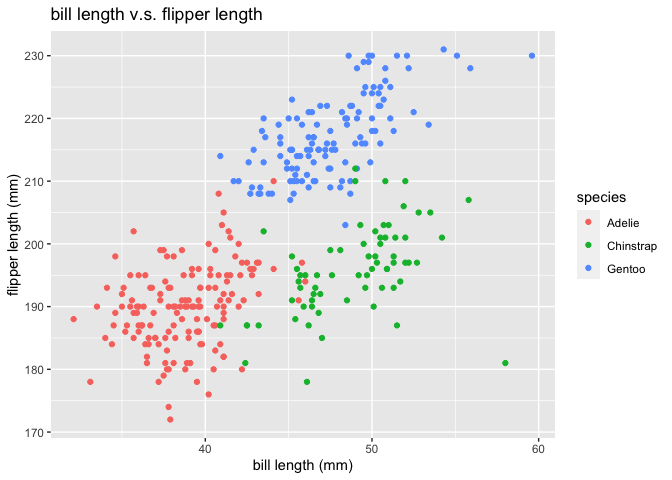 bill length v.s. flipper length
flipper length (mm)
230
220
210
200
190
180
170
40
50
60
bill length (mm)
species
Adelie
Chinstrap
Gentoo